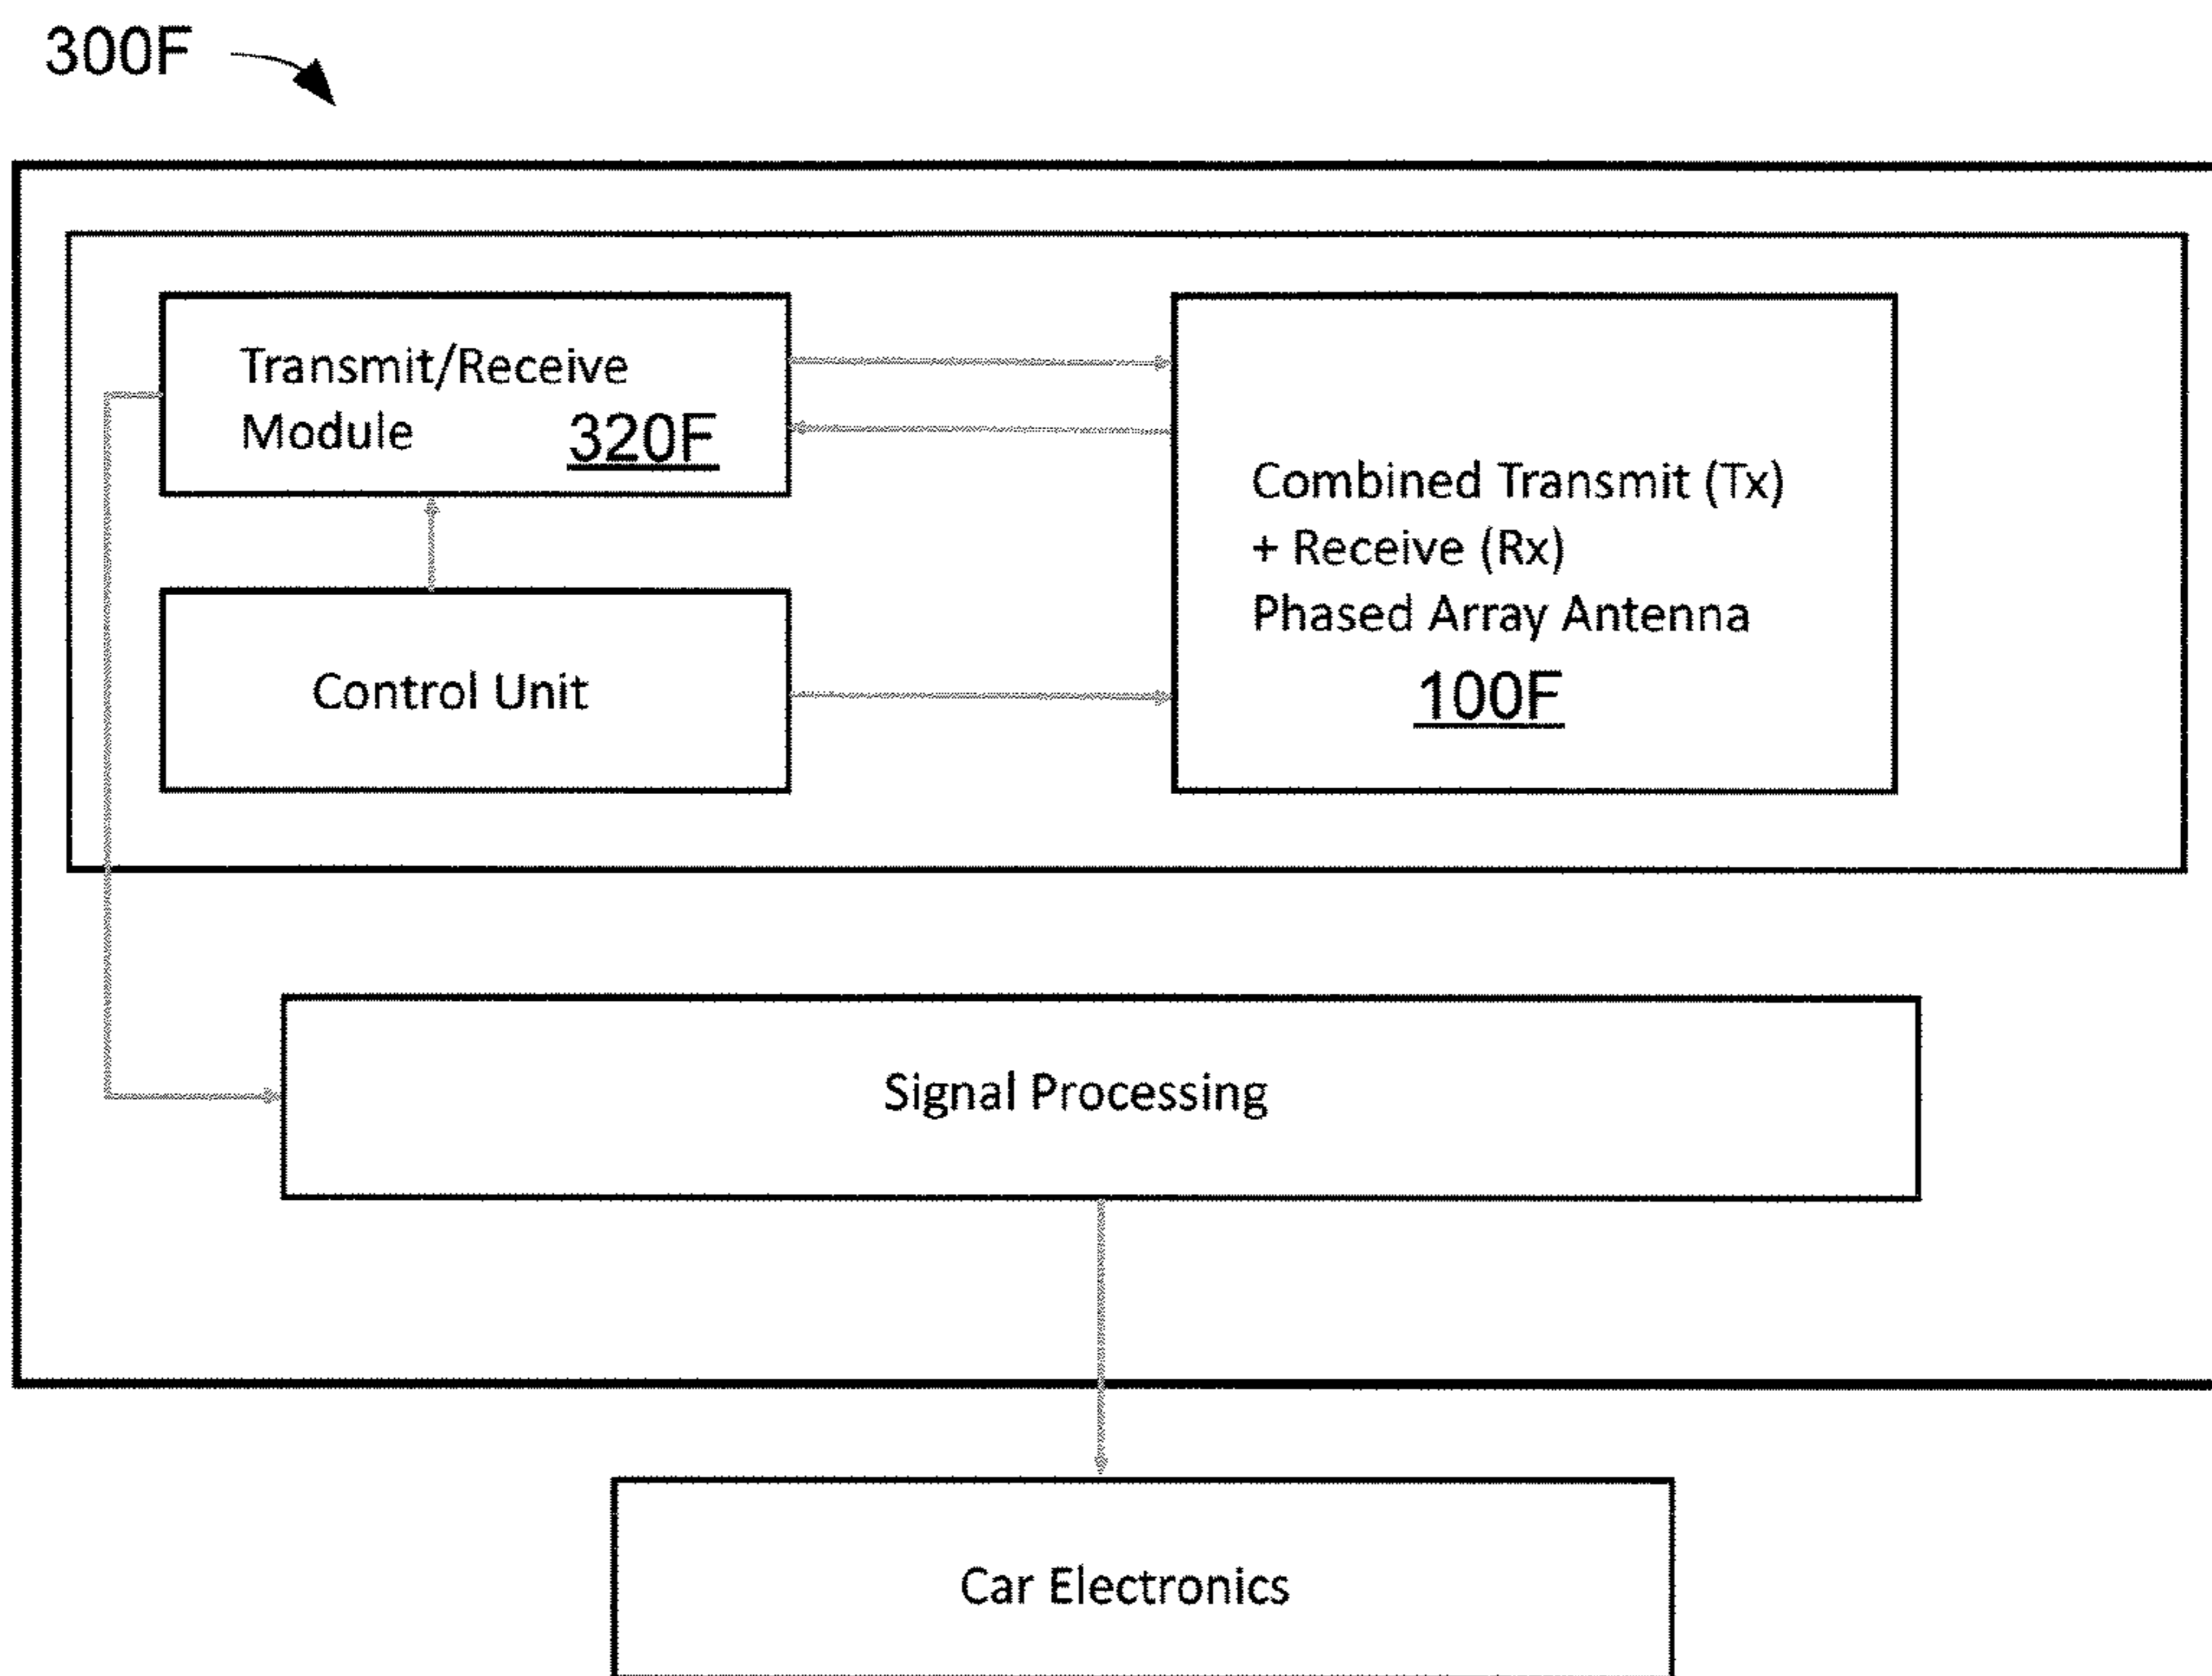 300F
Transmit/Receive
Module 320F
Combined Transmit (Tx)
+ Receive (Rx)
Phased Array Antenna
100F
Control Unit
Signal Processing
Car Electronics